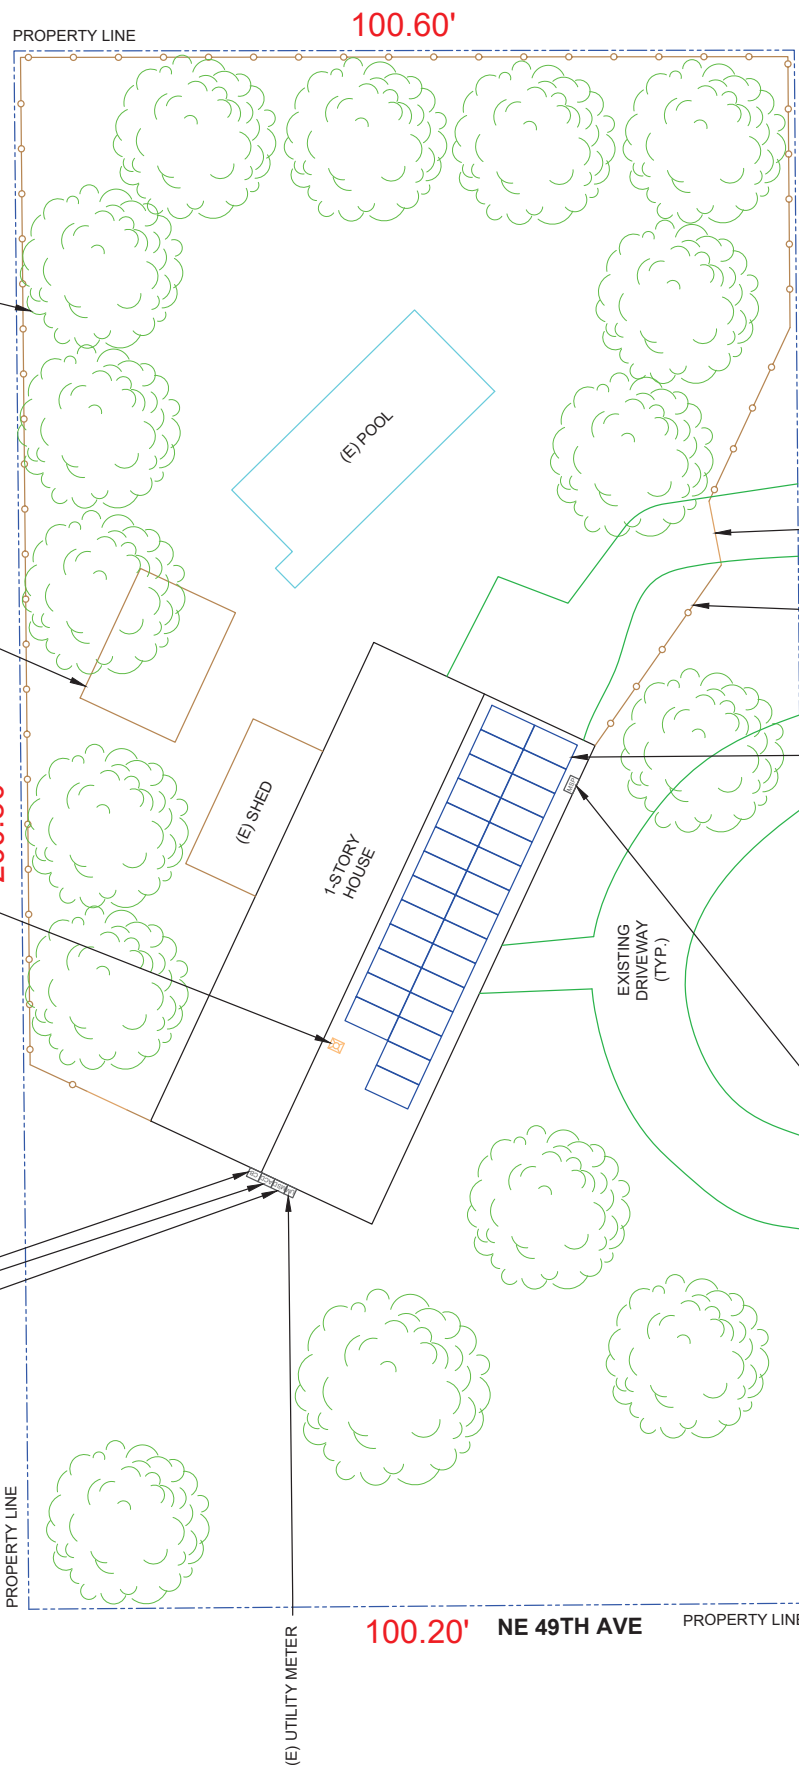 100.60'
PROPERTY LINE
(E) POOL
(E) SHED
1-STORY
HOUSE
MSP
EXISTING
DRIVEWAY
(TYP.)
PROPERTY LINE
100.20'
NE 49TH AVE
PROPERTY LINE
(E) UTILITY METER